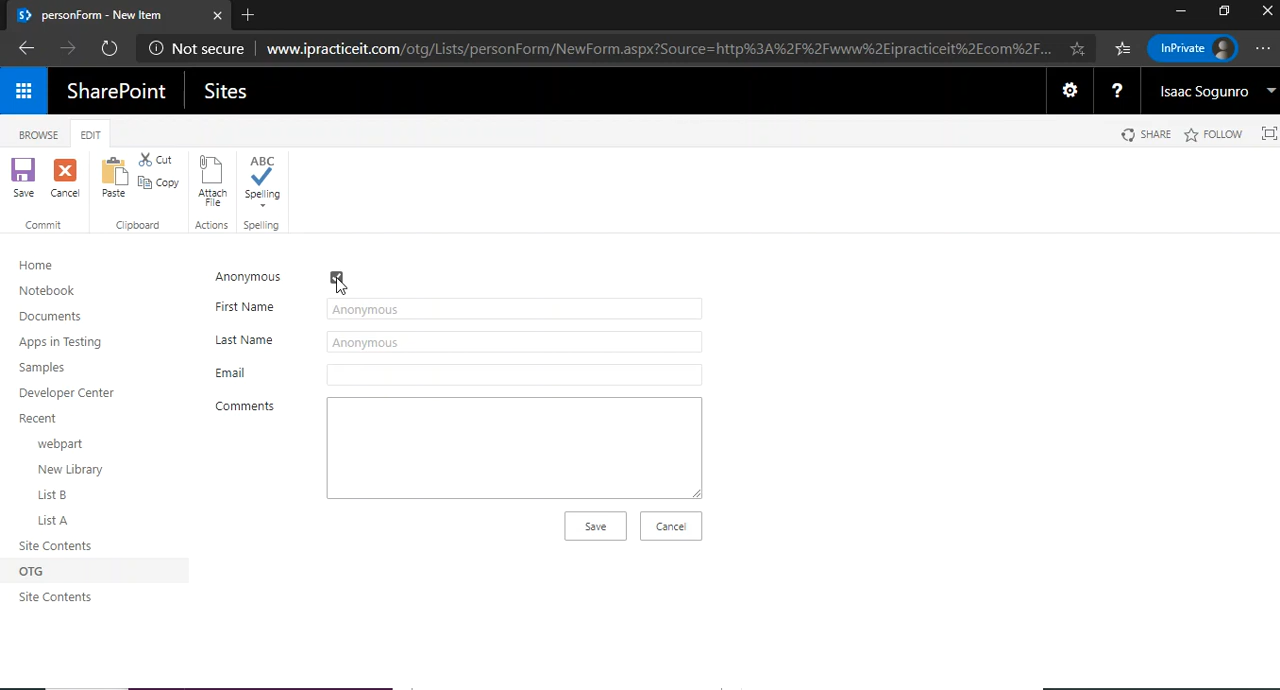 personForm - New Item
Not secure
www.ipracticeit.com/otg/Lists/personForm/NewForm.aspx?Source=http%3A%2F%2Fwww%2Eipracticeit%2Ecom%2F...
InPrivate
SharePoint
Sites
?
Isaac Sogunro
BROWSE
EDIT
SHARE
FOLLOW
Save
Cancel
Paste
Cut
Copy
Attach
File
ABC
Spelling
Commit
Clipboard
Actions
Spelling
Home
Notebook
Documents
Apps in Testing
Samples
Developer Center
Recent
webpart
New Library
List B
List A
Site Contents
OTG
Site Contents
Anonymous
First Name
Anonymous
Last Name
Anonymous
Email
Comments
Save
Cancel